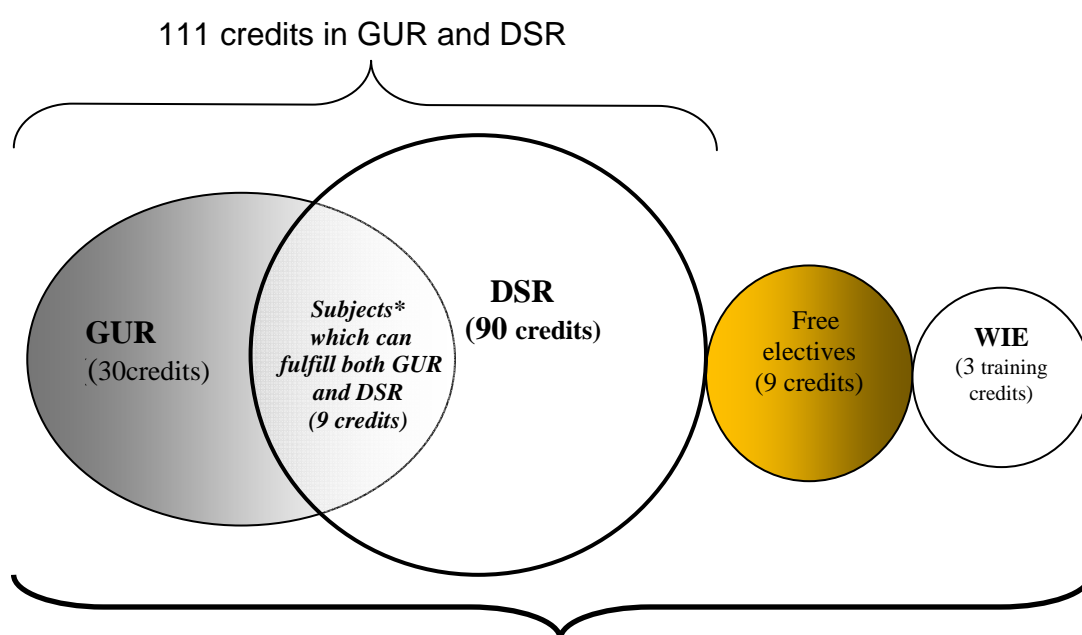 111 credits in GUR and DSR
GUR
(30credits)
Subjects*
which can
fulfill both GUR
and DSR
(9 credits)
DSR
(90 credits)
Free
electives
(9 credits)
WIE
(3 training
credits)